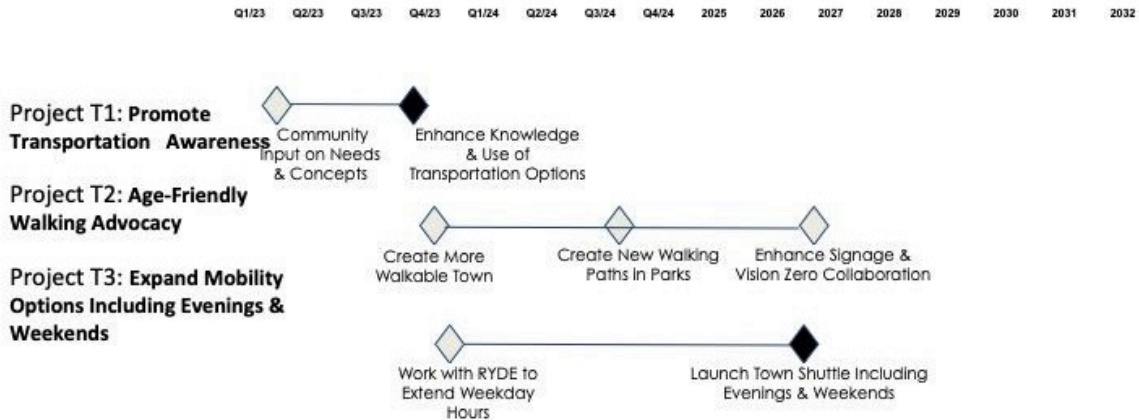 Q1/23 Q2/23 Q3/23 Q4/23 Q1/24 Q2/24 Q3/24 Q4/24 2025 2026 2027 2028 2029 2030 2031 2032
Project T1: Promote
Transportation Awareness
Community
Input on Needs
& Concepts
Enhance Knowledge
& Use of
Transportation Options
Project T2: Age-Friendly
Walking Advocacy
Create More
Walkable Town
Create New Walking
Paths in Parks
Enhance Signage &
Vision Zero Collaboration
Project T3: Expand Mobility
Options Including Evenings &
Weekends
Work with RYDE to
Extend Weekday
Hours
Launch Town Shuttle Including
Evenings & Weekends